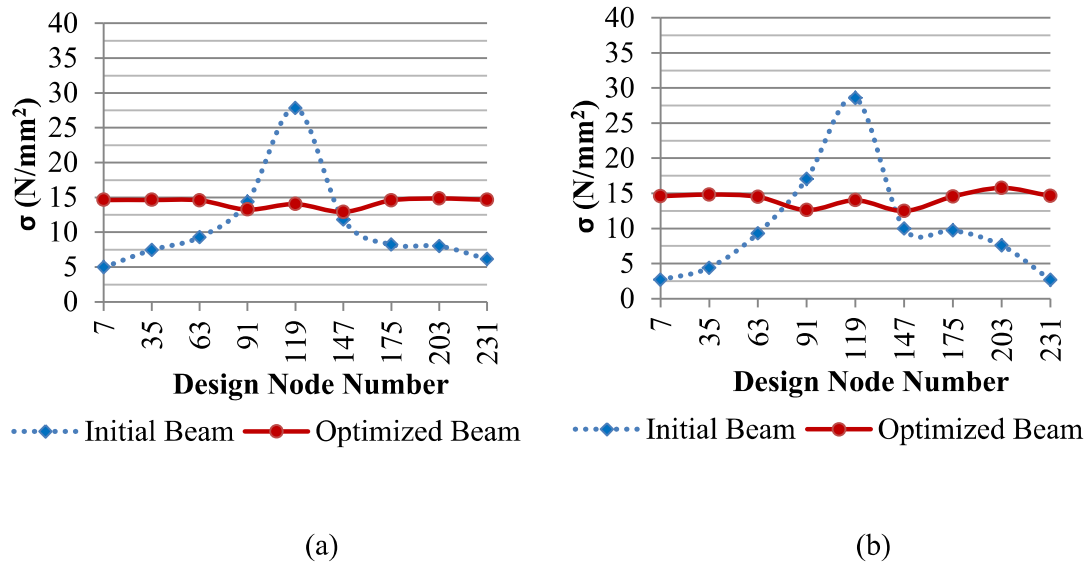 40
35
30
25
20
15
10
5
0
σ (N/mm²)
7 35 63 91 119 147 175 203 231
Design Node Number
Initial Beam Optimized Beam
(a)
40
35
30
25
20
15
10
5
0
σ (N/mm²)
7 35 63 91 119 147 175 203 231
Design Node Number
Initial Beam Optimized Beam
(b)